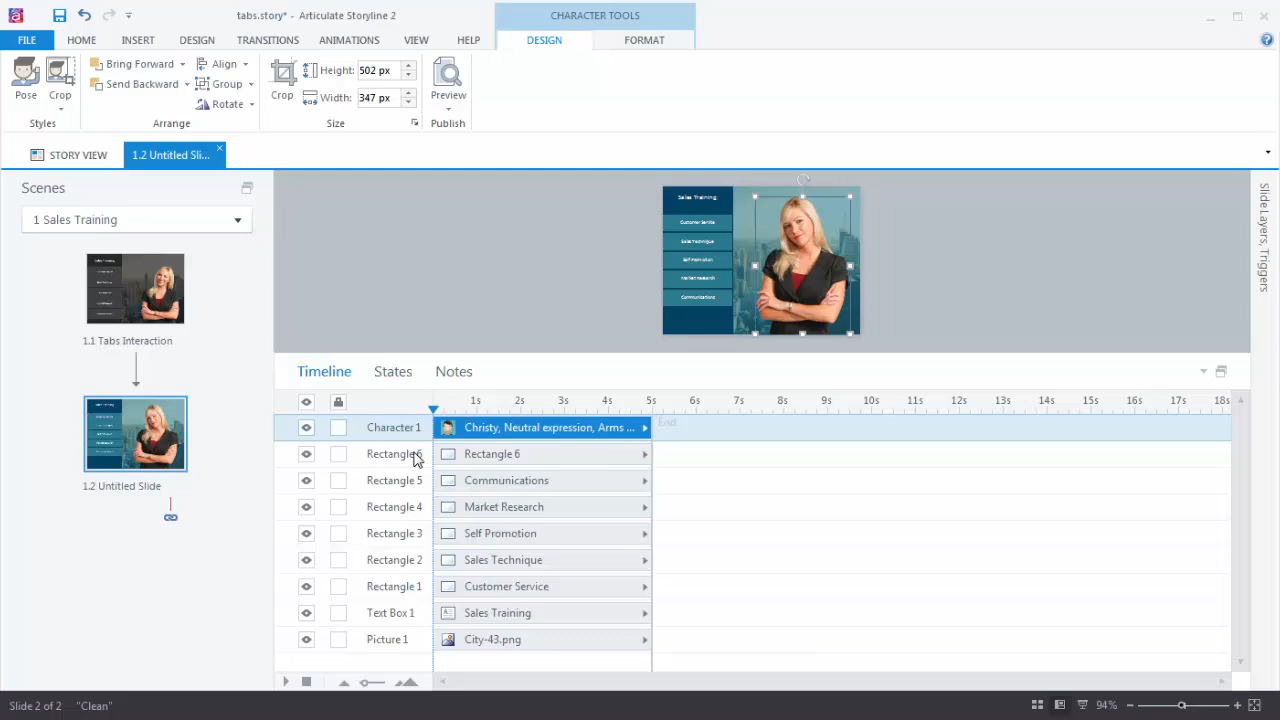 tabs.story* - Articulate Storyline 2
CHARACTER TOOLS
FILE HOME INSERT DESIGN TRANSITIONS ANIMATIONS VIEW HELP DESIGN FORMAT
Pose
Crop
Styles
Bring Forward
Send Backward
Align
Group
Rotate
Arrange
Crop
Height: 502 px
Width: 347 px
Size
Preview
Publish
STORY VIEW
1.2 Untitled Sli...
Scenes
1 Sales Training
1.1 Tabs Interaction
1.2 Untitled Slide
Sales Training
Customer Service
Sales Technique
Self Promotion
Market Research
Communications
Slide Layers, Triggers
Timeline States Notes
1s 2s 3s 4s 5s 6s 7s 8s 9s 10s 11s 12s 13s 14s 15s 16s 17s 18s
Character 1 Christy, Neutral expression, Arms ... End
Rectangle 6 Rectangle 6
Rectangle 5 Communications
Rectangle 4 Market Research
Rectangle 3 Self Promotion
Rectangle 2 Sales Technique
Rectangle 1 Customer Service
Text Box 1 Sales Training
Picture 1 City-43.png
Slide 2 of 2 "Clean" 94%